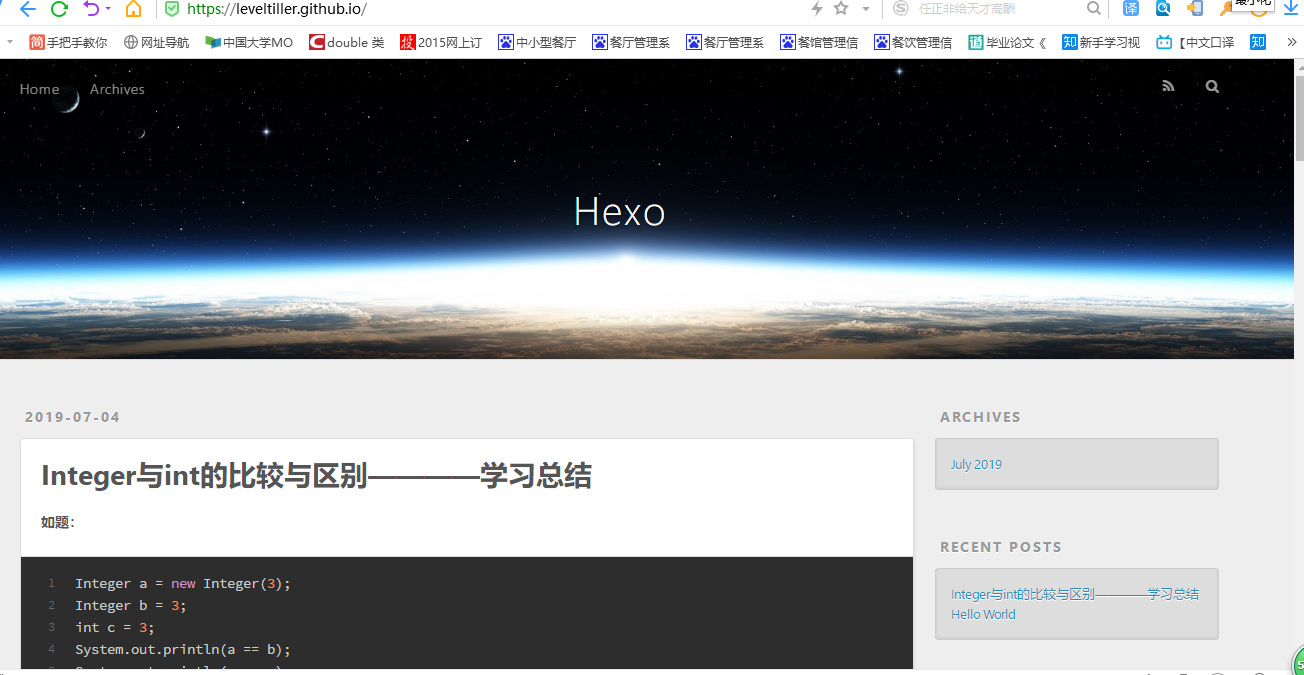 https://leveltiller.github.io/
任正非给天才高酬
译
手把手教你 网址导航 中国大学MO double 类 2015网上订 中小型餐厅 餐厅管理系 餐厅管理系 餐馆管理信 餐饮管理信 毕业论文《 新手学习视 【中文口译 知 »
Home Archives
Hexo
2019-07-04
Integer与int的比较与区别————学习总结
如题：
1 Integer a = new Integer(3);
2 Integer b = 3;
3 int c = 3;
4 System.out.println(a == b);
ARCHIVES
July 2019
RECENT POSTS
Integer与int的比较与区别————学习总结
Hello World